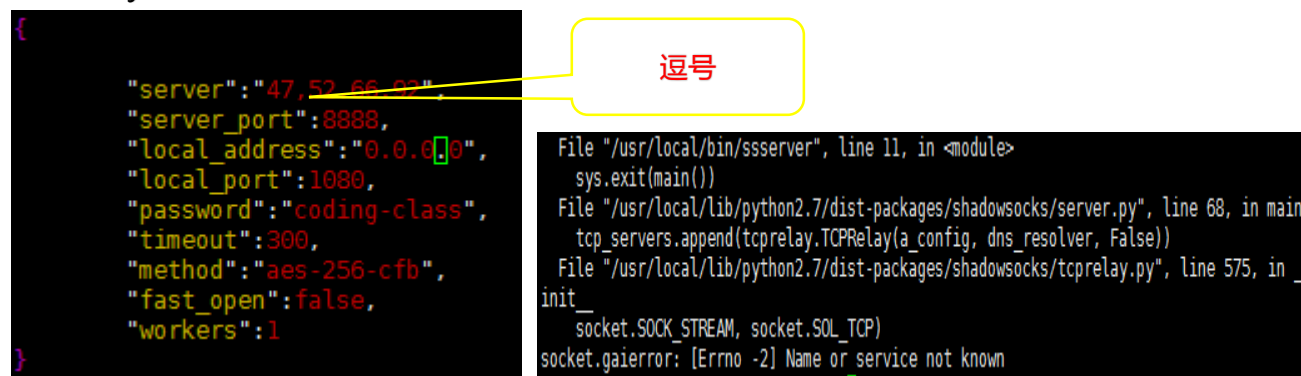 {
"server":"47,52.66.92",
"server_port":8888,
"local_address":"0.0.0.0",
"local_port":1080,
"password":"coding-class",
"timeout":300,
"method":"aes-256-cfb",
"fast_open":false,
"workers":1
}
逗号
File "/usr/local/bin/ssserver", line 11, in <module>
sys.exit(main())
File "/usr/local/lib/python2.7/dist-packages/shadowsocks/server.py", line 68, in main
tcp_servers.append(tcprelay.TCPRelay(a_config, dns_resolver, False))
File "/usr/local/lib/python2.7/dist-packages/shadowsocks/tcprelay.py", line 575, in _
init__
socket.SOCK_STREAM, socket.SOL_TCP)
socket.gaierror: [Errno -2] Name or service not known